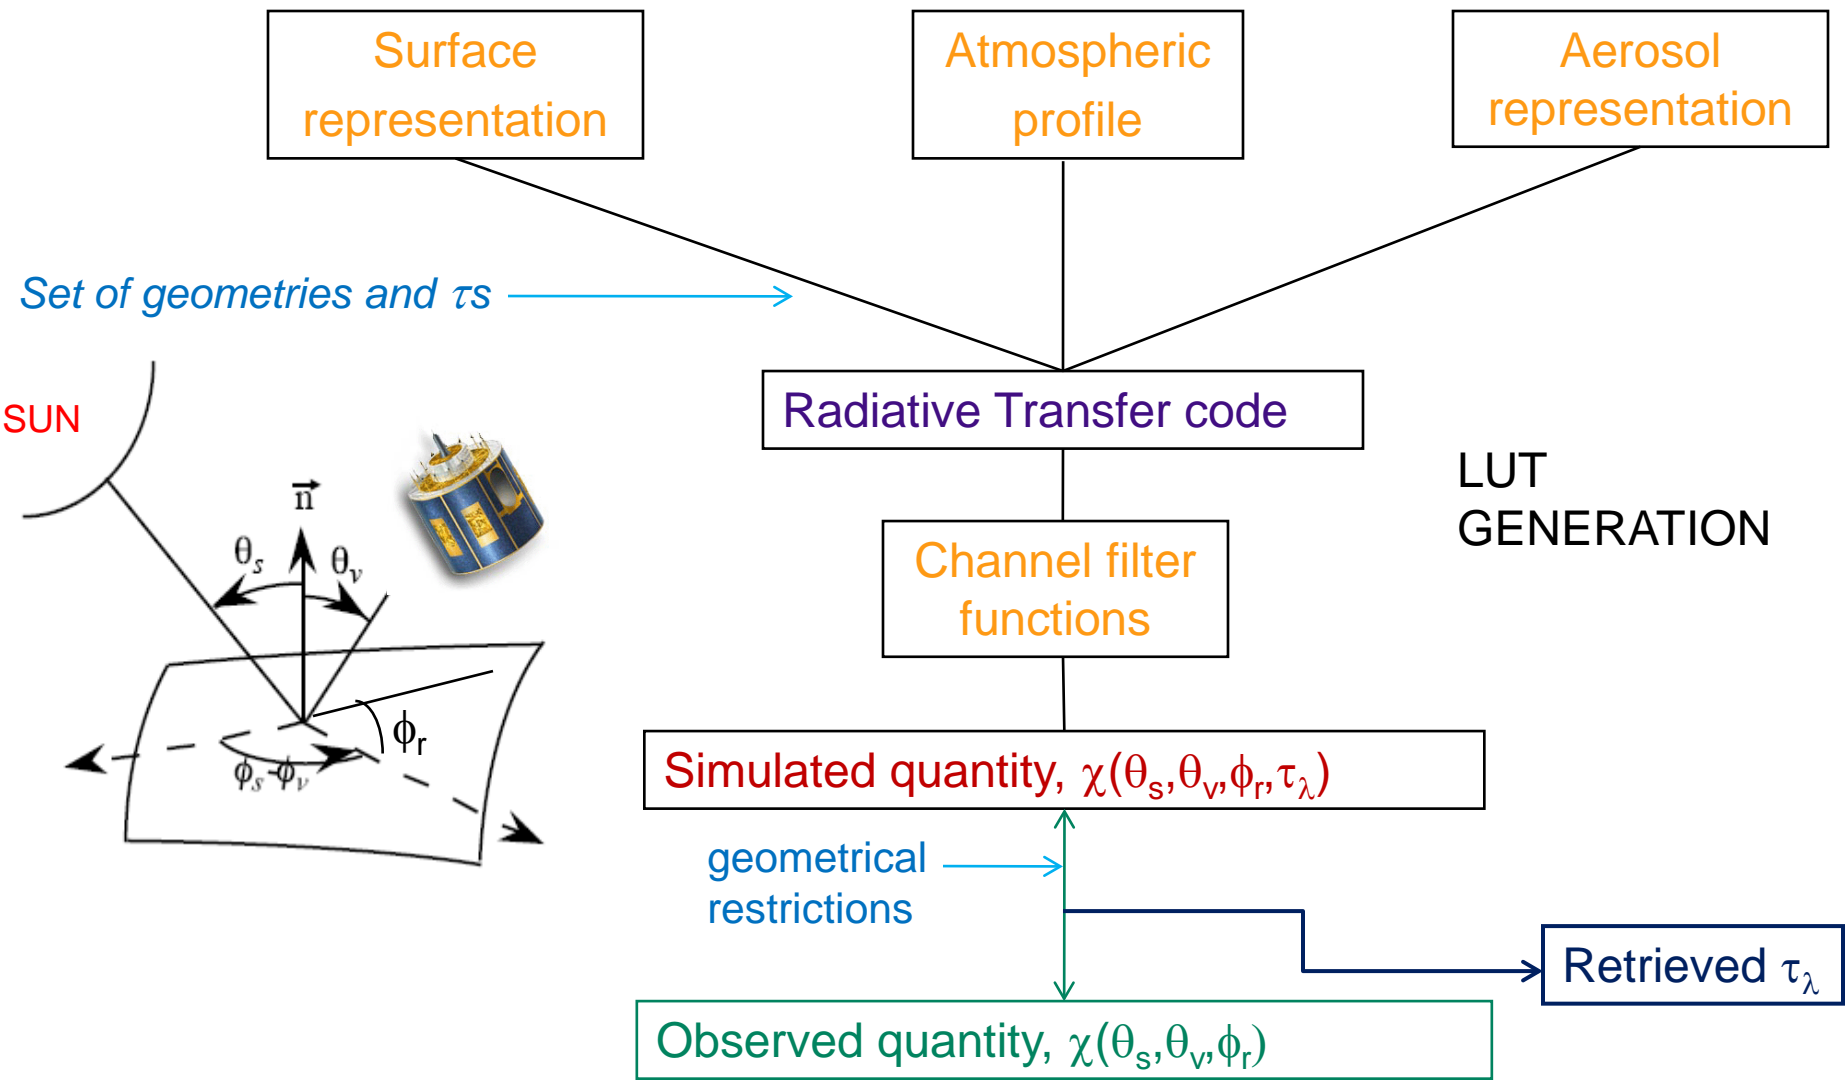 Surface
representation
Atmospheric
profile
Aerosol
representation
Set of geometries and τs
SUN
Radiative Transfer code
LUT
GENERATION
n⃗
θs
θv
Channel filter
functions
ϕr
ϕs-ϕv
Simulated quantity, χ(θs,θv,ϕr,τλ)
geometrical
restrictions
Retrieved τλ
Observed quantity, χ(θs,θv,ϕr)